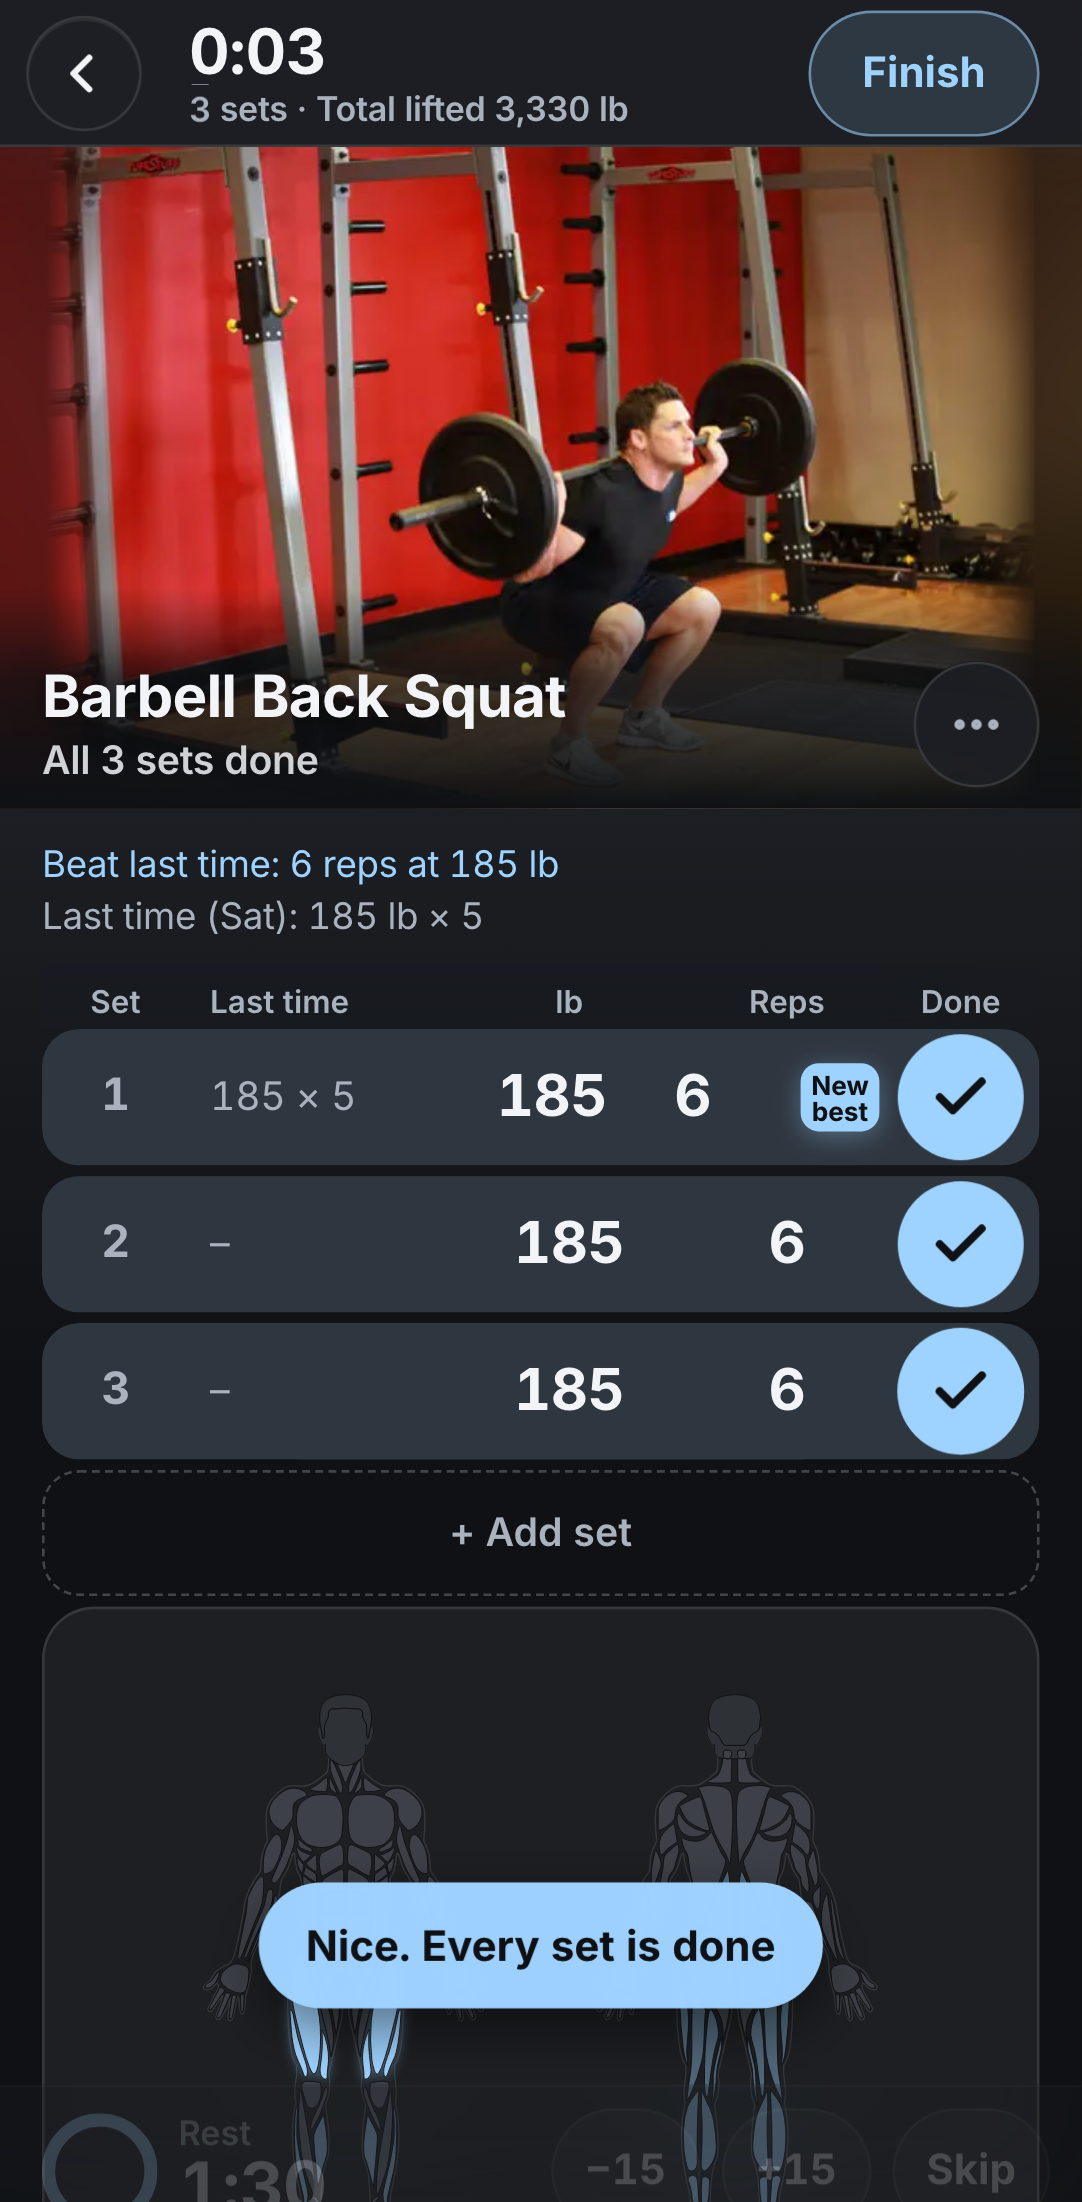 0:03
3 sets · Total lifted 3,330 lb
Finish
Barbell Back Squat
All 3 sets done
Beat last time: 6 reps at 185 lb
Last time (Sat): 185 lb × 5
Set Last time lb Reps Done
1 185 × 5 185 6 New best
2 – 185 6
3 – 185 6
+ Add set
Nice. Every set is done
Rest
1:30
−15 +15 Skip